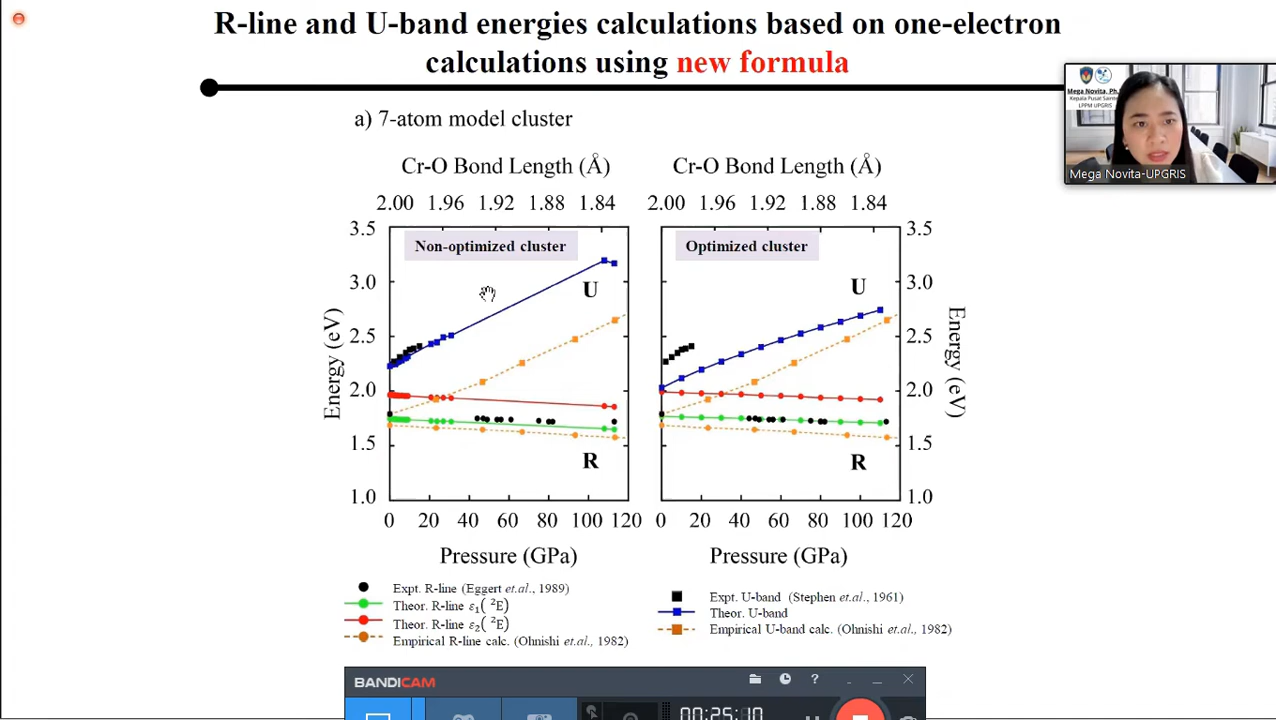 R-line and U-band energies calculations based on one-electron
calculations using new formula
Mega Novita, Ph.
Kepala Pusat Sains
LPPM UPGRIS
Mega Novita-UPGRIS
a) 7-atom model cluster
Cr-O Bond Length (Å)
2.00 1.96 1.92 1.88 1.84
Non-optimized cluster
U
R
3.5
3.0
2.5
2.0
1.5
1.0
Energy (eV)
0 20 40 60 80 100 120
Pressure (GPa)
Cr-O Bond Length (Å)
2.00 1.96 1.92 1.88 1.84
Optimized cluster
U
R
3.5
3.0
2.5
2.0
1.5
1.0
Energy (eV)
0 20 40 60 80 100 120
Pressure (GPa)
Expt. R-line (Eggert et.al., 1989)
Theor. R-line ε₁(²E)
Theor. R-line ε₂(²E)
Empirical R-line calc. (Ohnishi et.al., 1982)
Expt. U-band (Stephen et.al., 1961)
Theor. U-band
Empirical U-band calc. (Ohnishi et.al., 1982)
BANDICAM
00:25:10